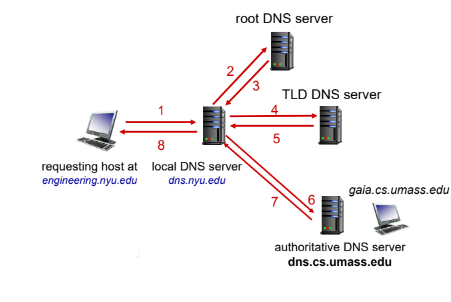 root DNS server
2
3
TLD DNS server
1
4
8
5
requesting host at
engineering.nyu.edu
local DNS server
dns.nyu.edu
6
7
gaia.cs.umass.edu
authoritative DNS server
dns.cs.umass.edu